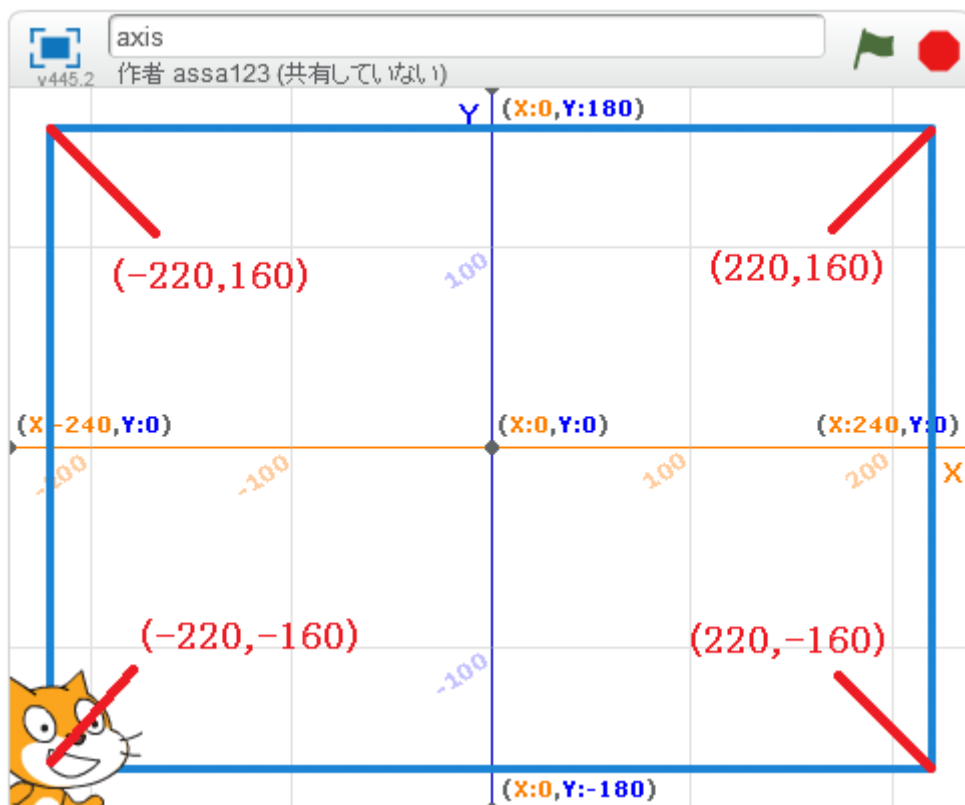 axis
v445.2 作者 assa123 (共有していない)
Y (X:0,Y:180)
(-220,160) 100 (220,160)
(X:-240,Y:0) (X:0,Y:0) (X:240,Y:0)
-200 -100 100 200 X
(-220,-160) (220,-160)
-100
(X:0,Y:-180)